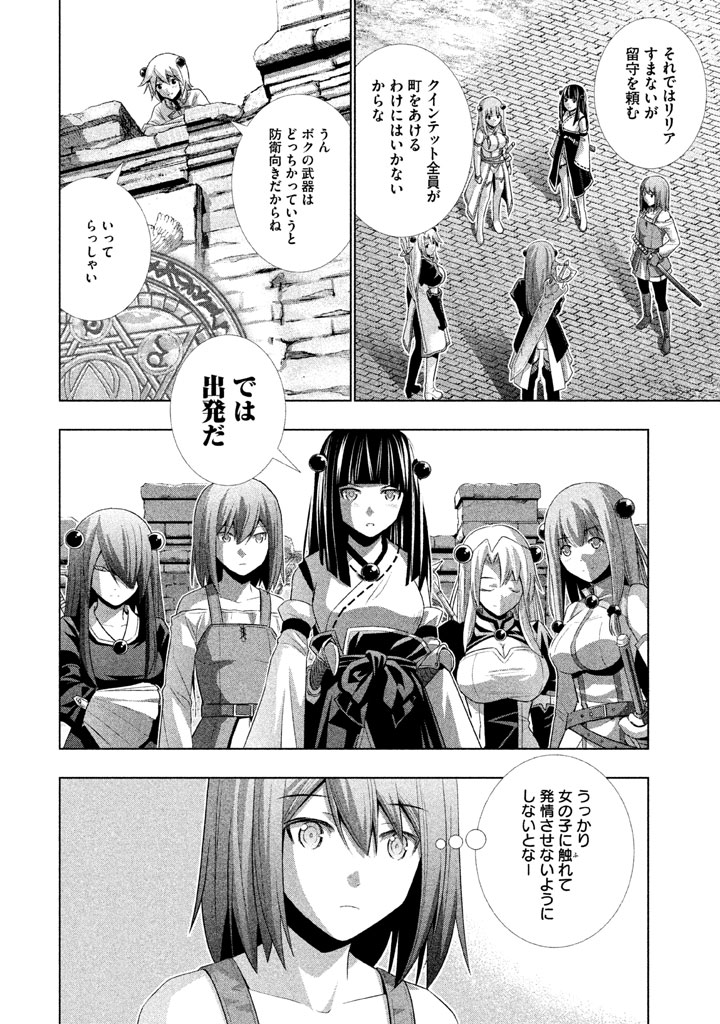 それではリリア
すまないが
留守を頼む
クインテット全員が
町をあける
わけにはいかない
からな
うん
ボクの武器は
どっちかっていうと
防衛向きだからね
いって
らっしゃい
では
出発だ
うっかり
女の子に触れて
発情させないように
しないとなー